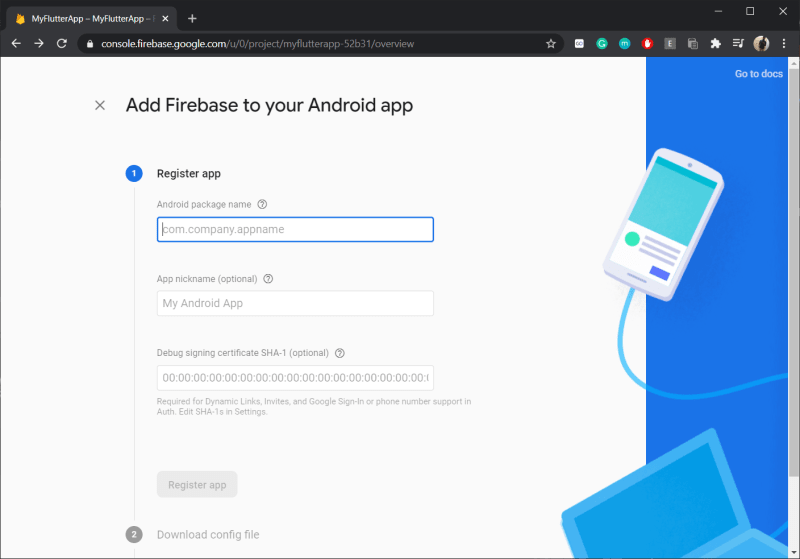 MyFlutterApp – MyFlutterApp –
console.firebase.google.com/u/0/project/myflutterapp-52b31/overview
Go to docs
Add Firebase to your Android app
1 Register app
Android package name
com.company.appname
App nickname (optional)
My Android App
Debug signing certificate SHA-1 (optional)
00:00:00:00:00:00:00:00:00:00:00:00:00:00:00:00:00:
Required for Dynamic Links, Invites, and Google Sign-In or phone number support in
Auth. Edit SHA-1s in Settings.
Register app
2 Download config file